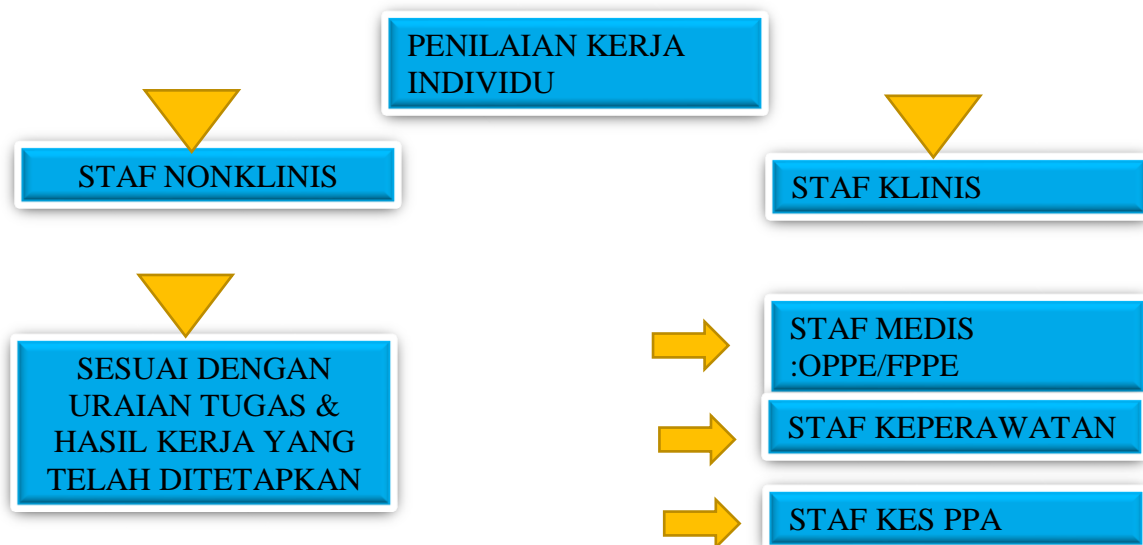 PENILAIAN KERJA
INDIVIDU
STAF NONKLINIS
STAF KLINIS
SESUAI DENGAN
URAIAN TUGAS &
HASIL KERJA YANG
TELAH DITETAPKAN
STAF MEDIS
:OPPE/FPPE
STAF KEPERAWATAN
STAF KES PPA